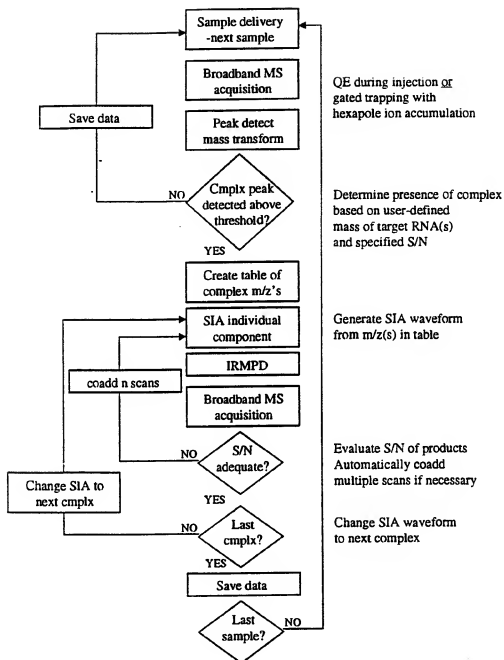 Sample delivery
-next sample
Broadband MS
acquisition
QE during injection or
gated trapping with
hexapole ion accumulation
Save data
Peak detect
mass transform
NO
Cmplx peak
detected above
threshold?
Determine presence of complex
based on user-defined
mass of target RNA(s)
and specified S/N
YES
Create table of
complex m/z's
SIA individual
component
Generate SIA waveform
from m/z(s) in table
coadd n scans
IRMPD
Broadband MS
acquisition
NO
S/N
adequate?
Evaluate S/N of products
Automatically coadd
multiple scans if necessary
Change SIA to
next cmplx
YES
NO
Last
cmplx?
Change SIA waveform
to next complex
YES
Save data
Last
sample?
NO